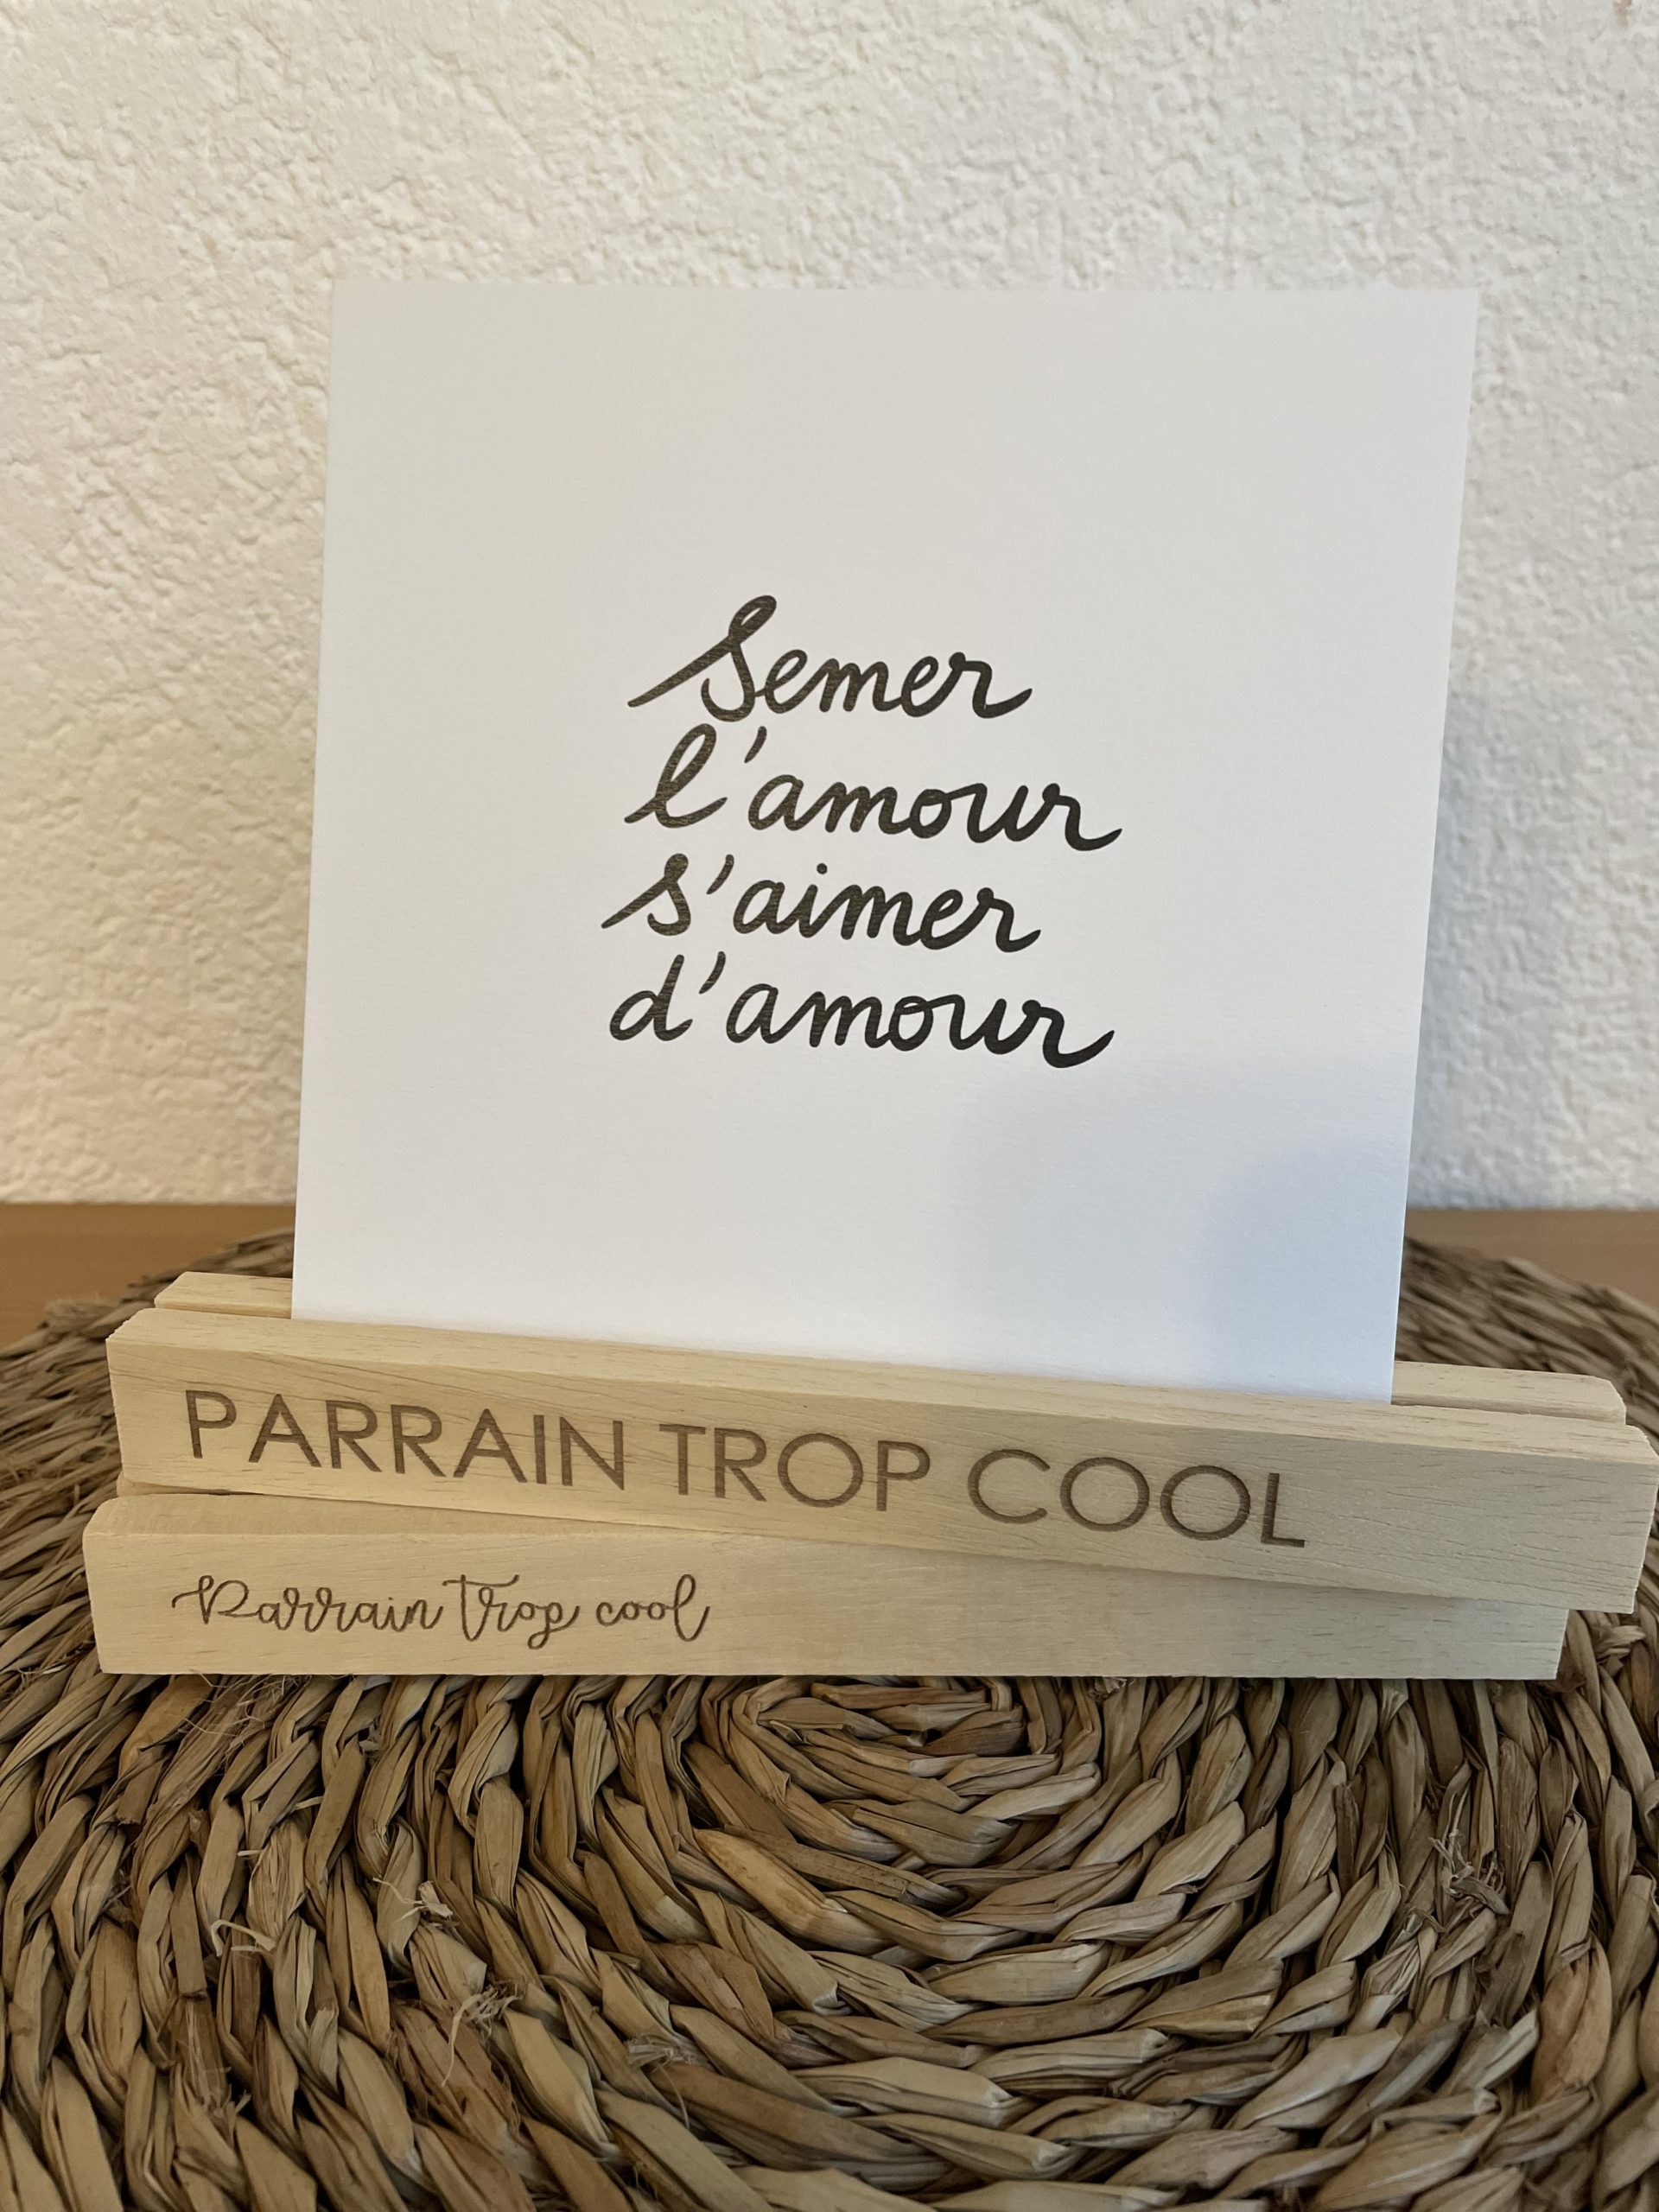 Semer
l'amour
s'aimer
d'amour
PARRAIN TROP COOL
Parrain trop cool